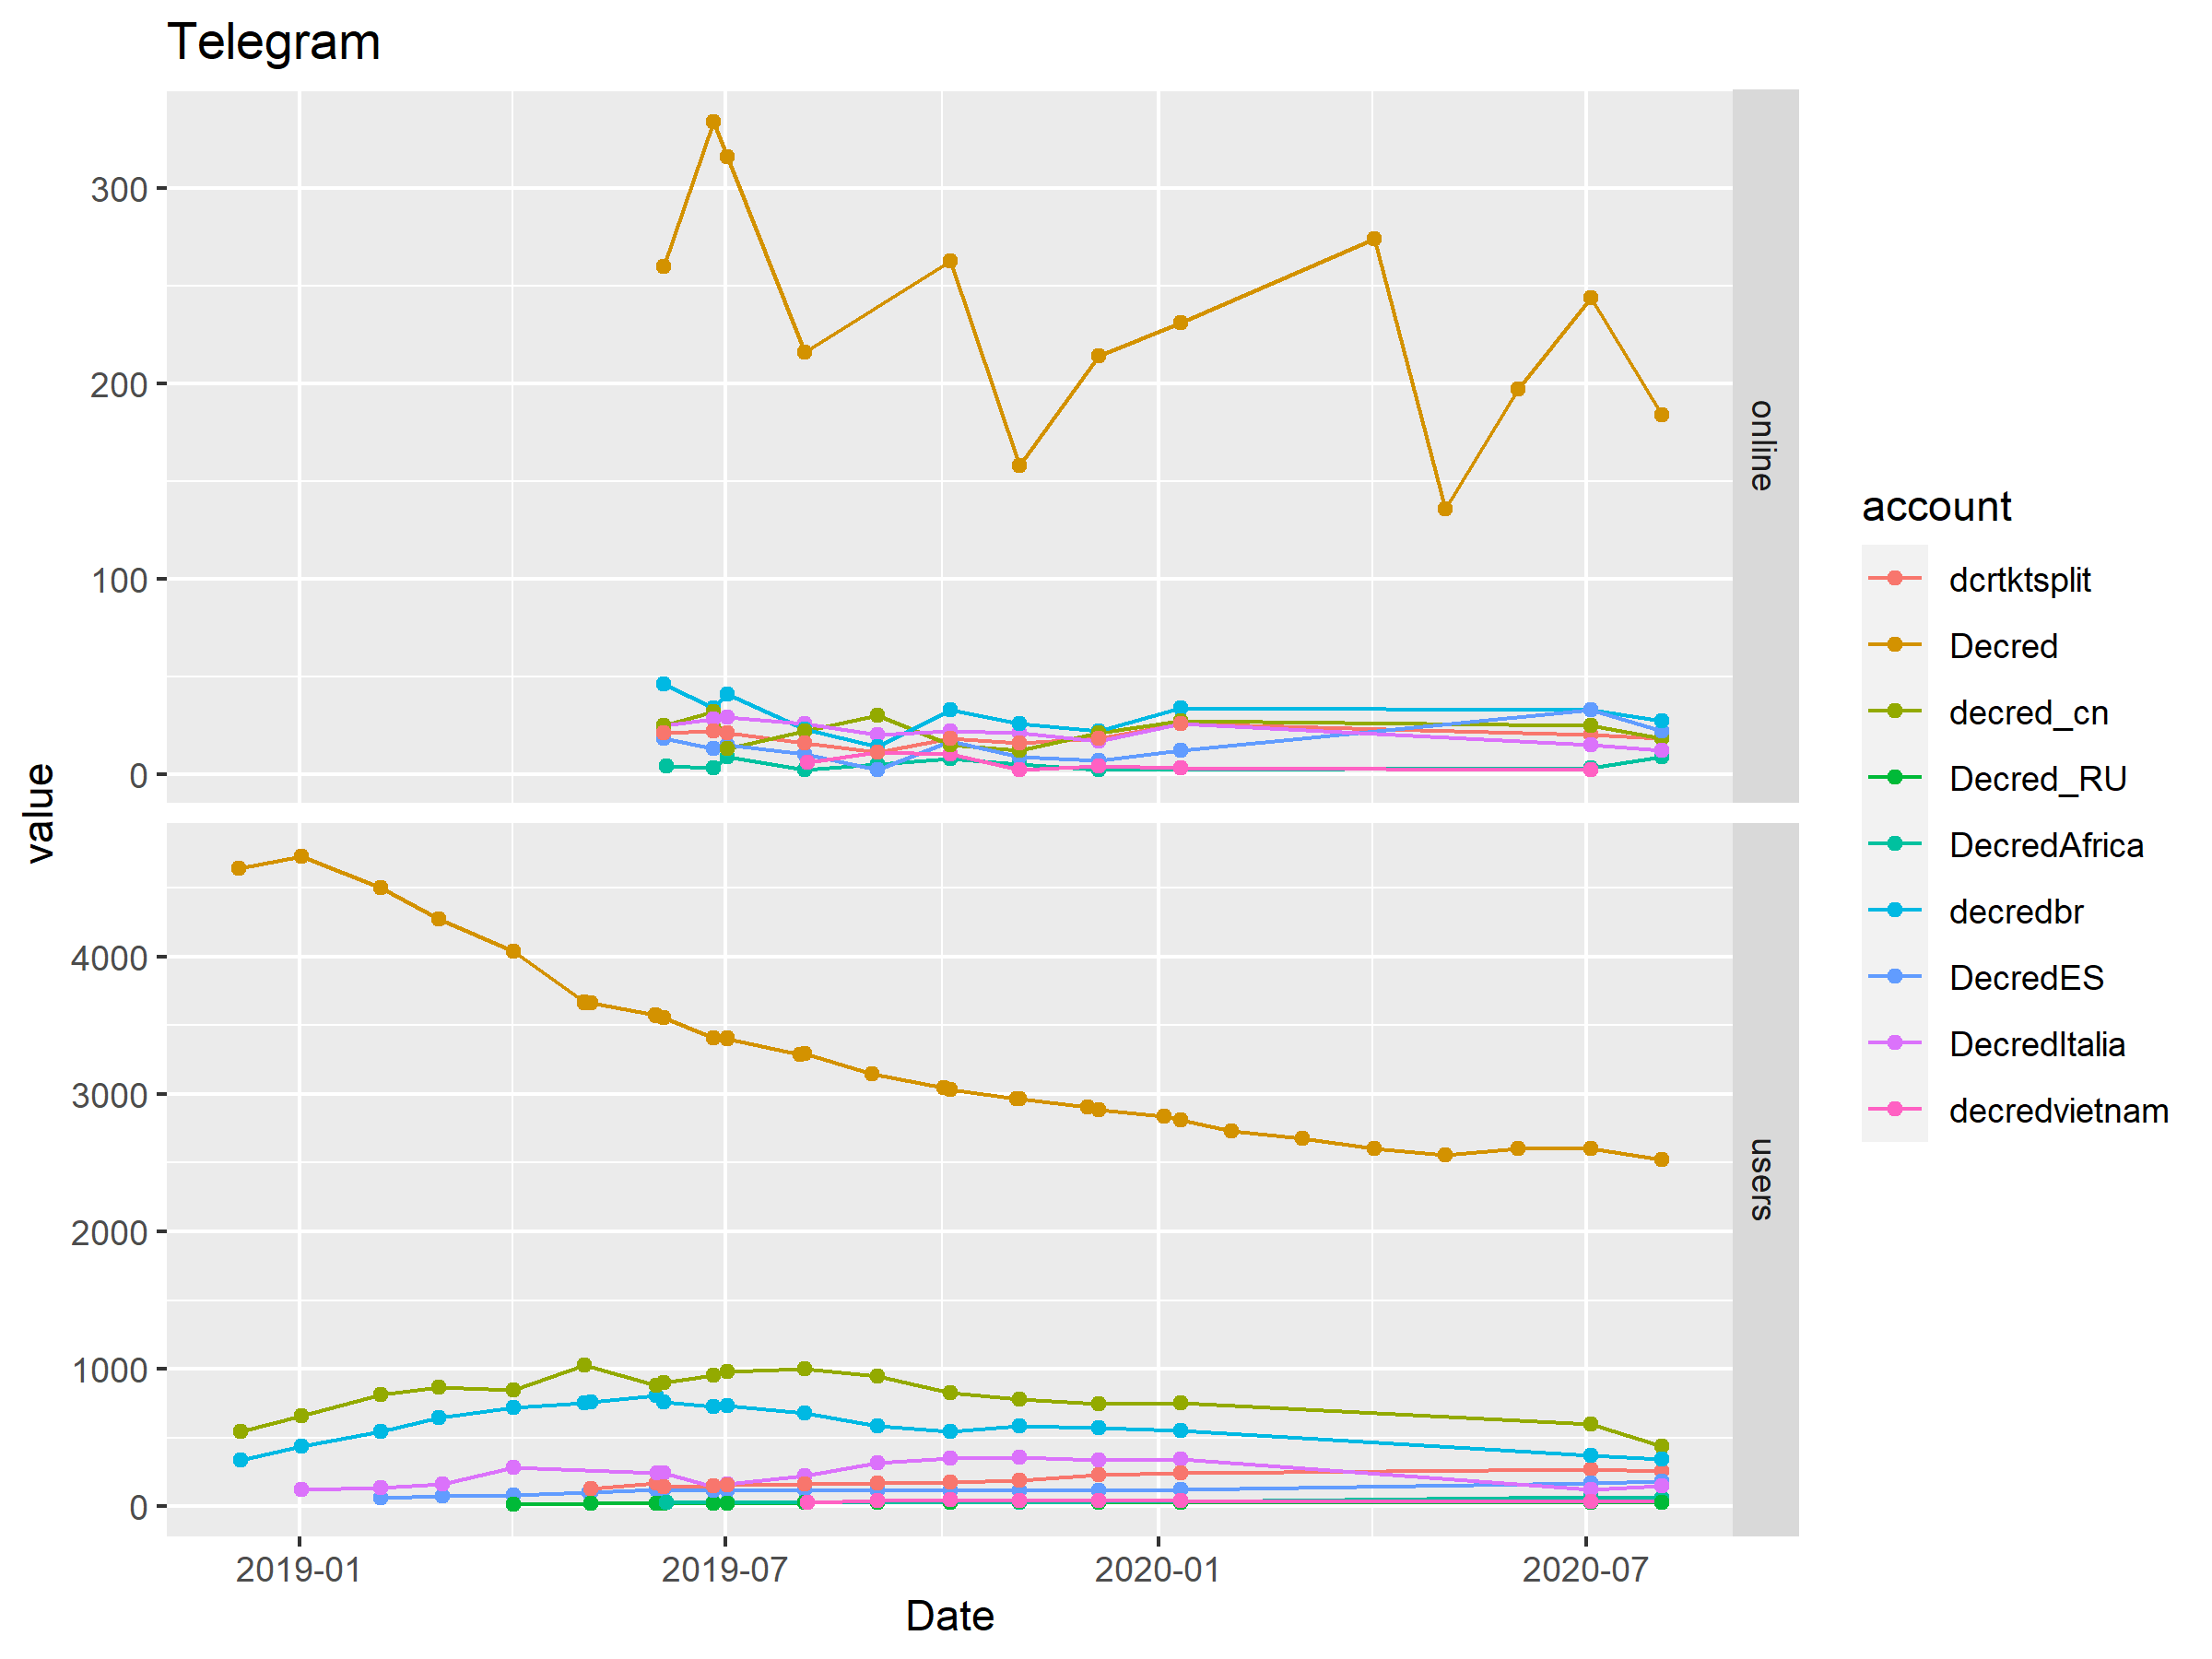 Telegram
300
200
100
0
online
value
4000
3000
2000
1000
0
users
2019-01
2019-07
2020-01
2020-07
Date
account
dcrtktsplit
Decred
decred_cn
Decred_RU
DecredAfrica
decredbr
DecredES
DecredItalia
decredvietnam